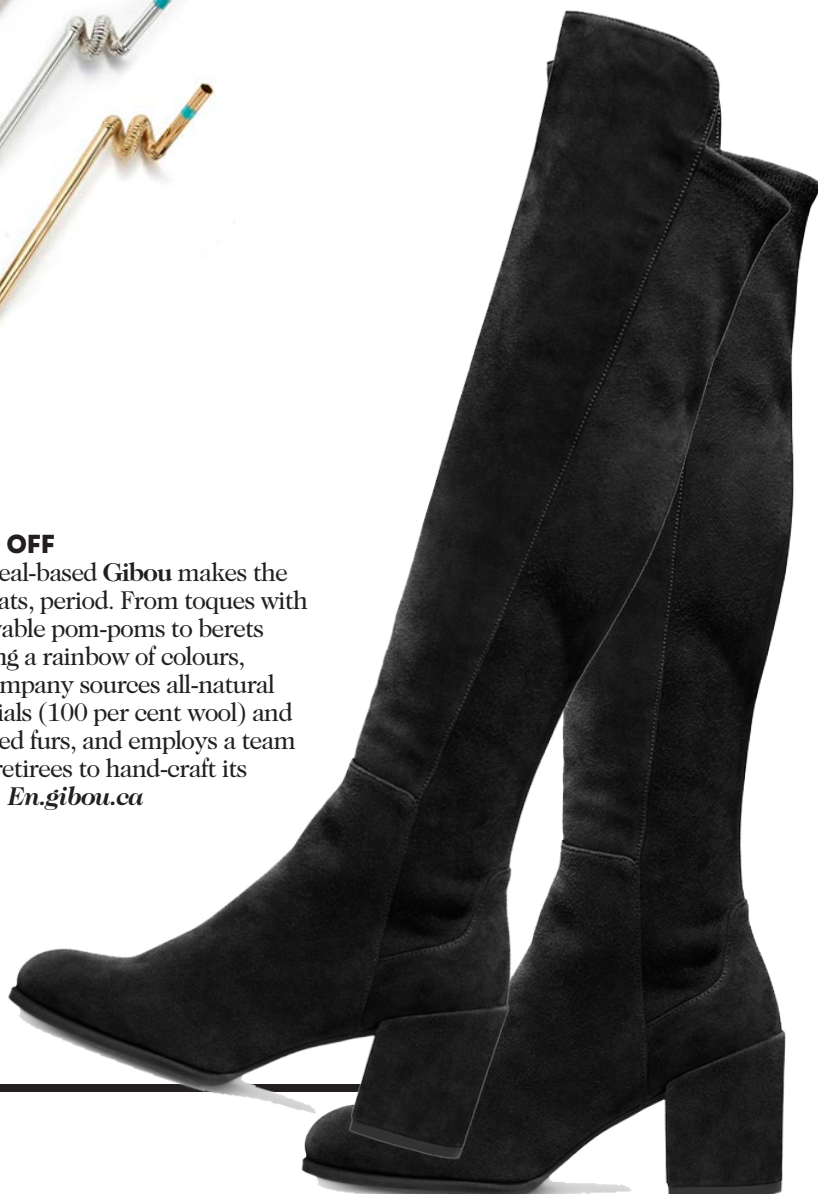 OFF
eal-based Gibou makes the
ats, period. From toques with
vable pom-poms to berets
ng a rainbow of colours,
mpany sources all-natural
ials (100 per cent wool) and
ed furs, and employs a team
retirees to hand-craft its
En.gibou.ca